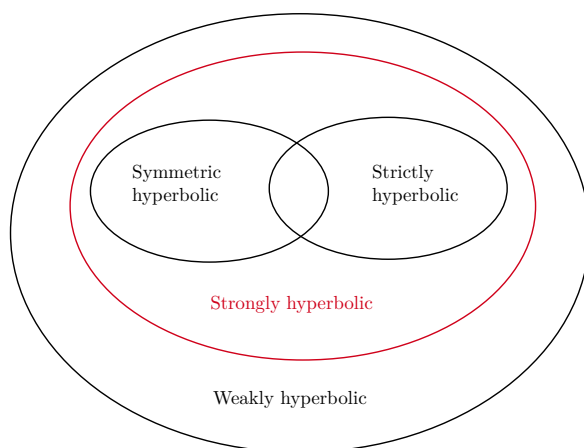 Symmetric
hyperbolic
Strictly
hyperbolic
Strongly hyperbolic
Weakly hyperbolic